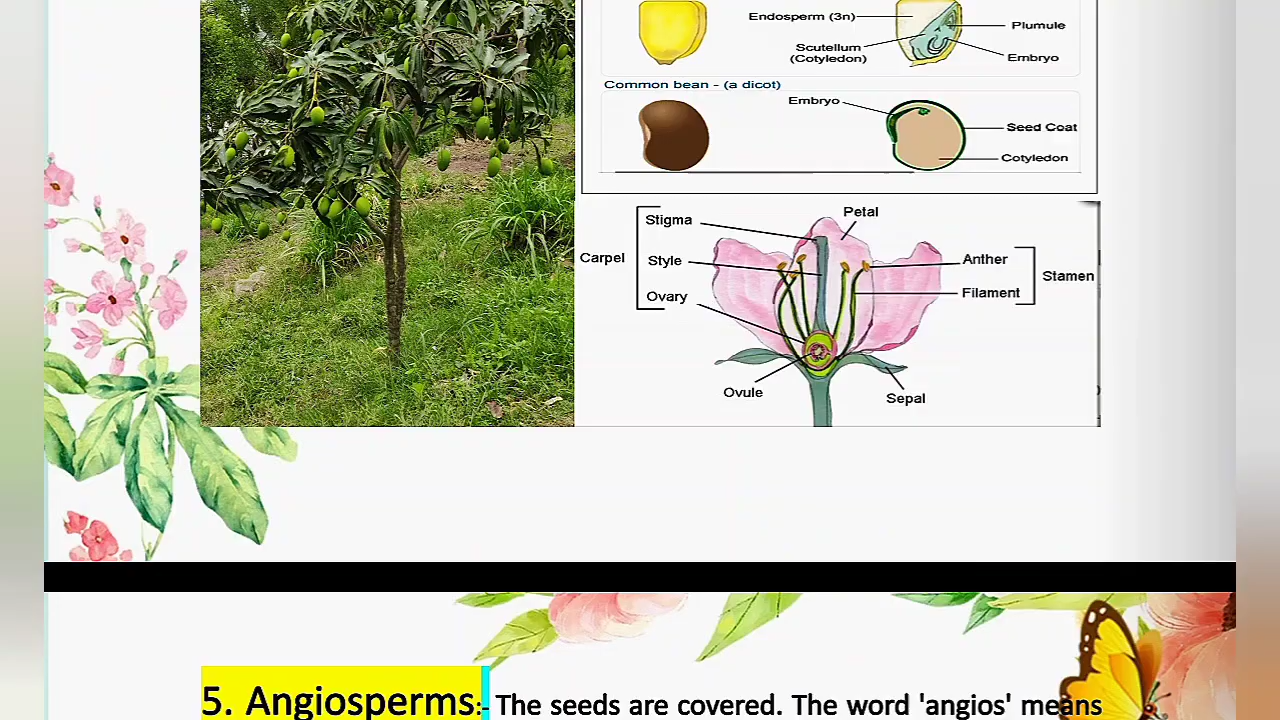 Endosperm (3n)
Plumule
Scutellum
(Cotyledon)
Embryo
Common bean - (a dicot)
Embryo
Seed Coat
Cotyledon
Petal
Stigma
Carpel
Style
Ovary
Anther
Stamen
Filament
Ovule
Sepal
5. Angiosperms:- The seeds are covered. The word 'angios' means